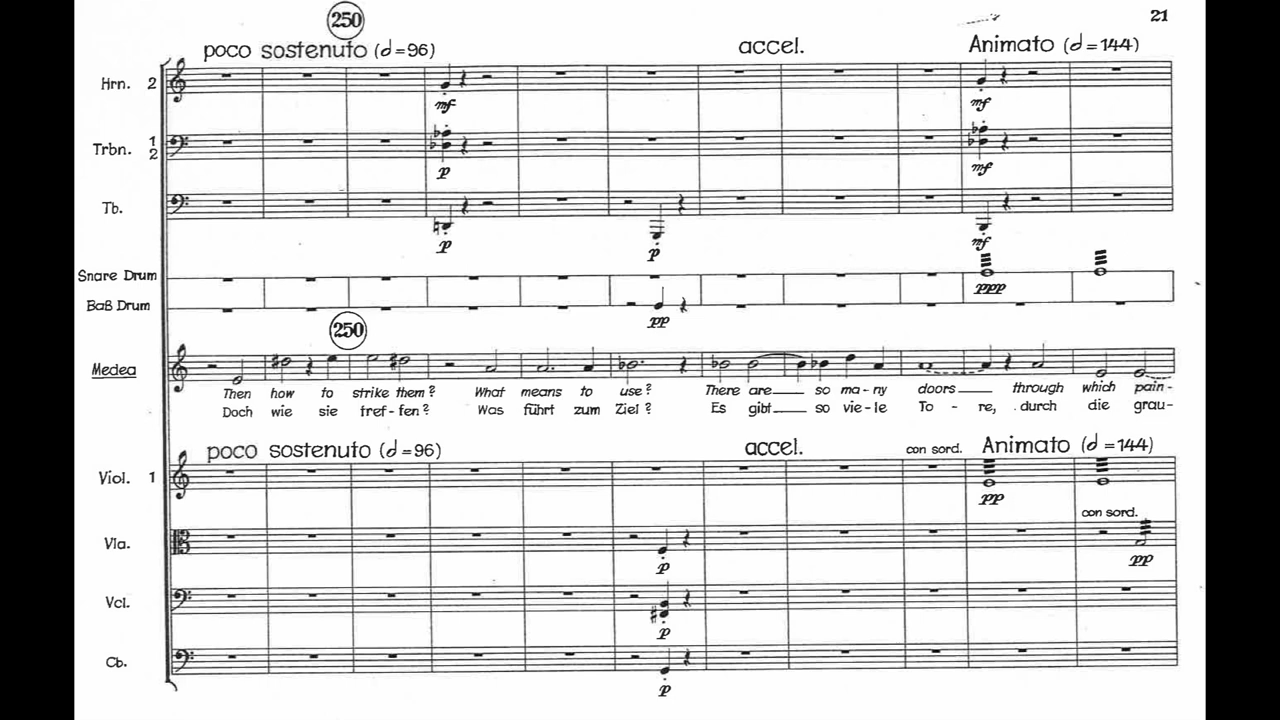 21
250
poco sostenuto (𝅗𝅥=96) accel. Animato (𝅗𝅥=144)
Hrn. 2
mf mf
Trbn. 1 2
p mf
Tb.
p p mf
Snare Drum
ppp
Baß Drum
pp
250
Medea
Then how to strike them? What means to use? There are so ma-ny doors through which pain-
Doch wie sie tref-fen? Was führt zum Ziel? Es gibt so vie-le To-re, durch die grau-
poco sostenuto (𝅗𝅥=96) accel. con sord. Animato (𝅗𝅥=144)
Viol. 1
pp
con sord.
Vla.
p pp
Vcl.
p
Cb.
p